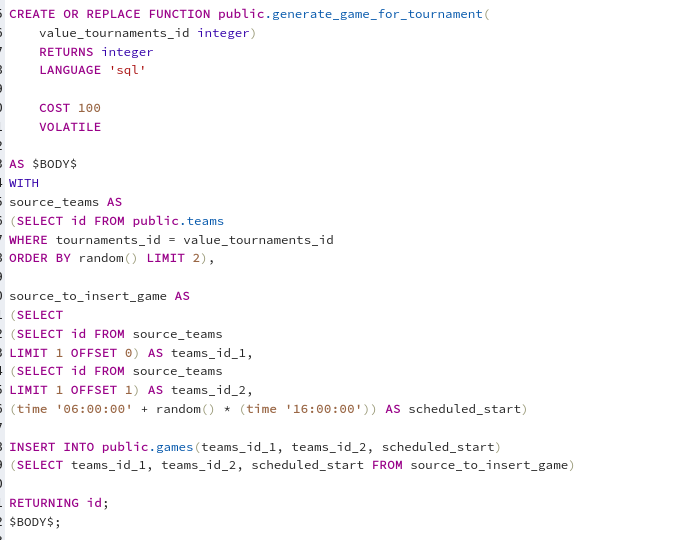 CREATE OR REPLACE FUNCTION public.generate_game_for_tournament(
    value_tournaments_id integer)
    RETURNS integer
    LANGUAGE 'sql'

    COST 100
    VOLATILE

AS $BODY$
WITH
source_teams AS
(SELECT id FROM public.teams
WHERE tournaments_id = value_tournaments_id
ORDER BY random() LIMIT 2),

source_to_insert_game AS
(SELECT
(SELECT id FROM source_teams
LIMIT 1 OFFSET 0) AS teams_id_1,
(SELECT id FROM source_teams
LIMIT 1 OFFSET 1) AS teams_id_2,
(time '06:00:00' + random() * (time '16:00:00')) AS scheduled_start)

INSERT INTO public.games(teams_id_1, teams_id_2, scheduled_start)
(SELECT teams_id_1, teams_id_2, scheduled_start FROM source_to_insert_game)

RETURNING id;
$BODY$;